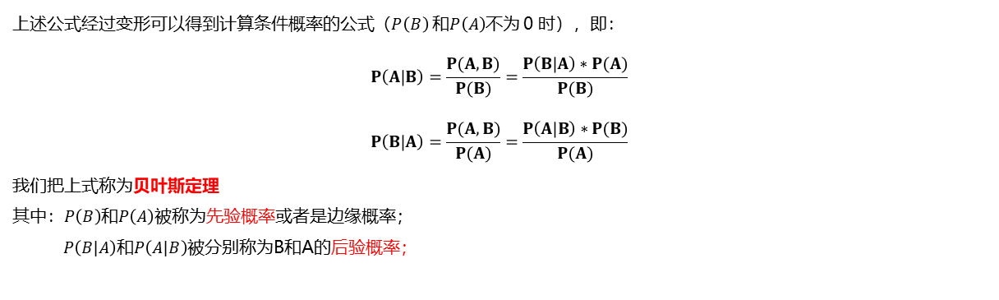 上述公式经过变形可以得到计算条件概率的公式（P(B)和P(A)不为0时），即：
P(A|B) = P(A,B)/P(B) = P(B|A)∗P(A)/P(B)
P(B|A) = P(A,B)/P(A) = P(A|B)∗P(B)/P(A)
我们把上式称为贝叶斯定理
其中：P(B)和P(A)被称为先验概率或者是边缘概率；
P(B|A)和P(A|B)被分别称为B和A的后验概率；